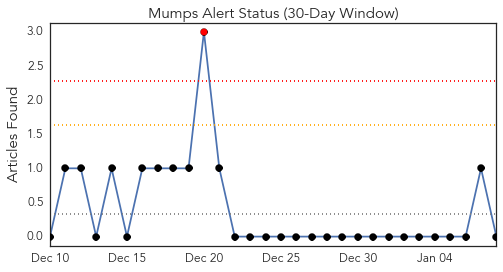 Mumps Alert Status (30-Day Window)
Articles Found
3.0
2.5
2.0
1.5
1.0
0.5
0.0
Dec 10 Dec 15 Dec 20 Dec 25 Dec 30 Jan 04